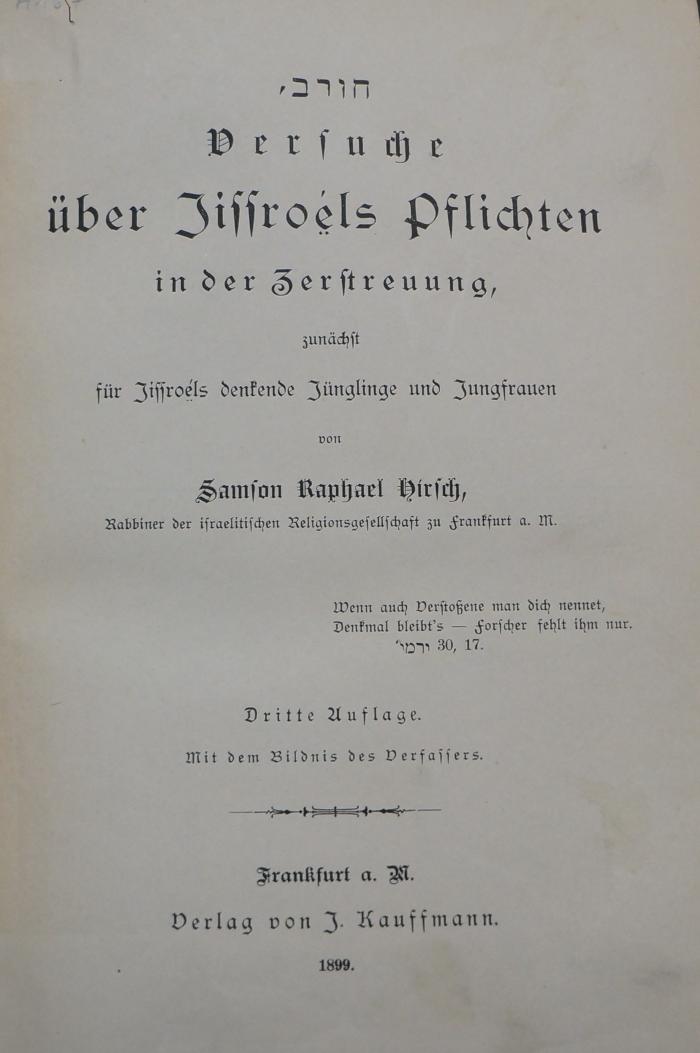 חורב,
Versuche
über Jissroéls Pflichten
in der Zerstreuung,
zunächst
für Jissroéls denkende Jünglinge und Jungfrauen
von
Samson Raphael Hirsch,
Rabbiner der israelitischen Religionsgesellschaft zu Frankfurt a. M.
Wenn auch Verstoßene man dich nennet,
Denkmal bleibt's — Forscher fehlt ihm nur.
ירמי' 30, 17.
Dritte Auflage.
Mit dem Bildnis des Verfassers.
Frankfurt a. M.
Verlag von J. Kauffmann.
1899.